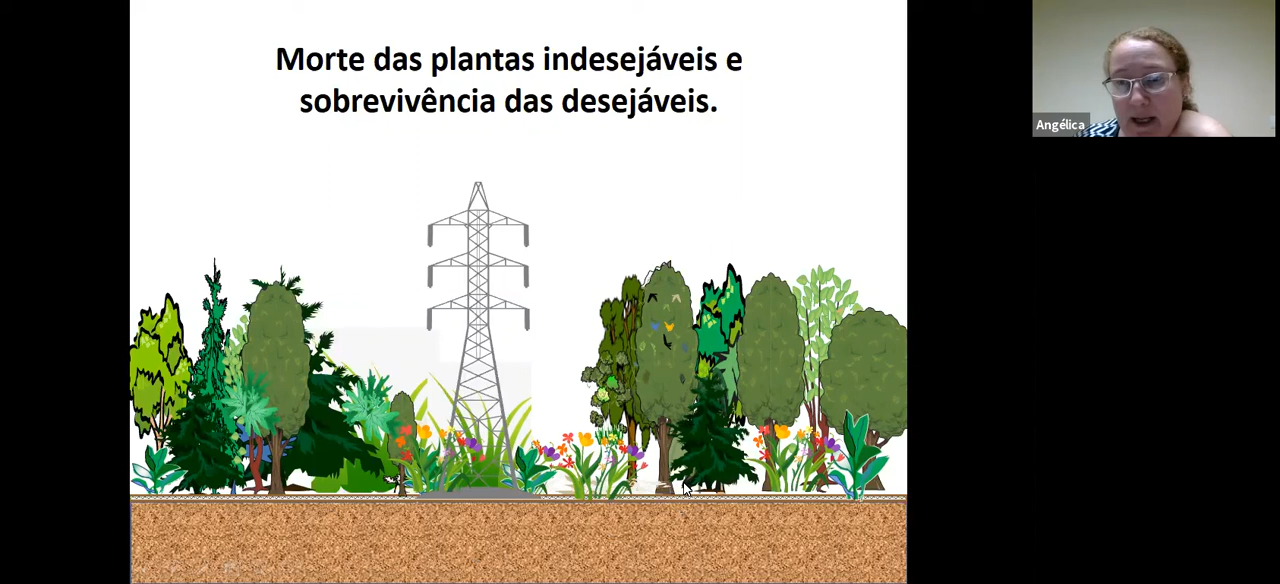 Morte das plantas indesejáveis e
sobrevivência das desejáveis.
Angélica